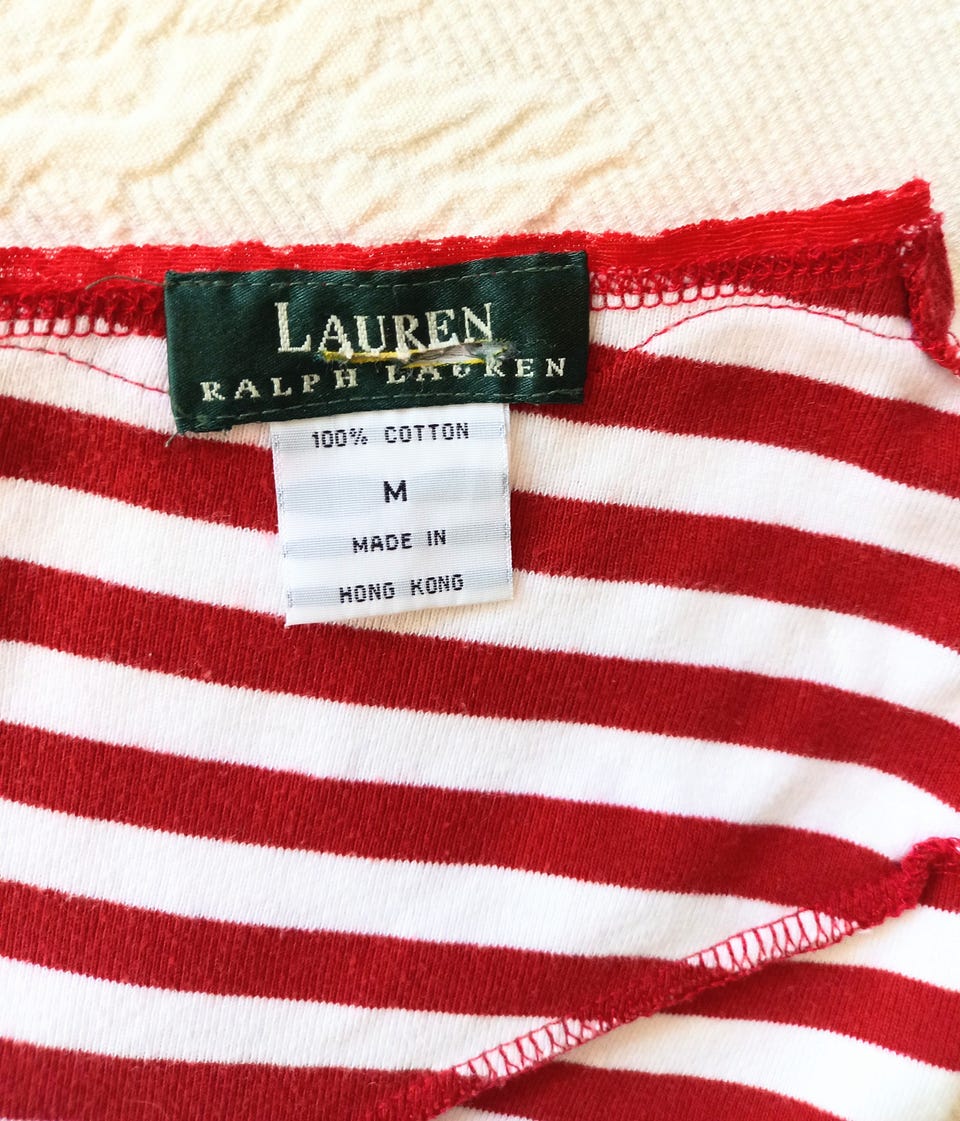 LAUREN
RALPH LAUREN
100% COTTON
M
MADE IN
HONG KONG